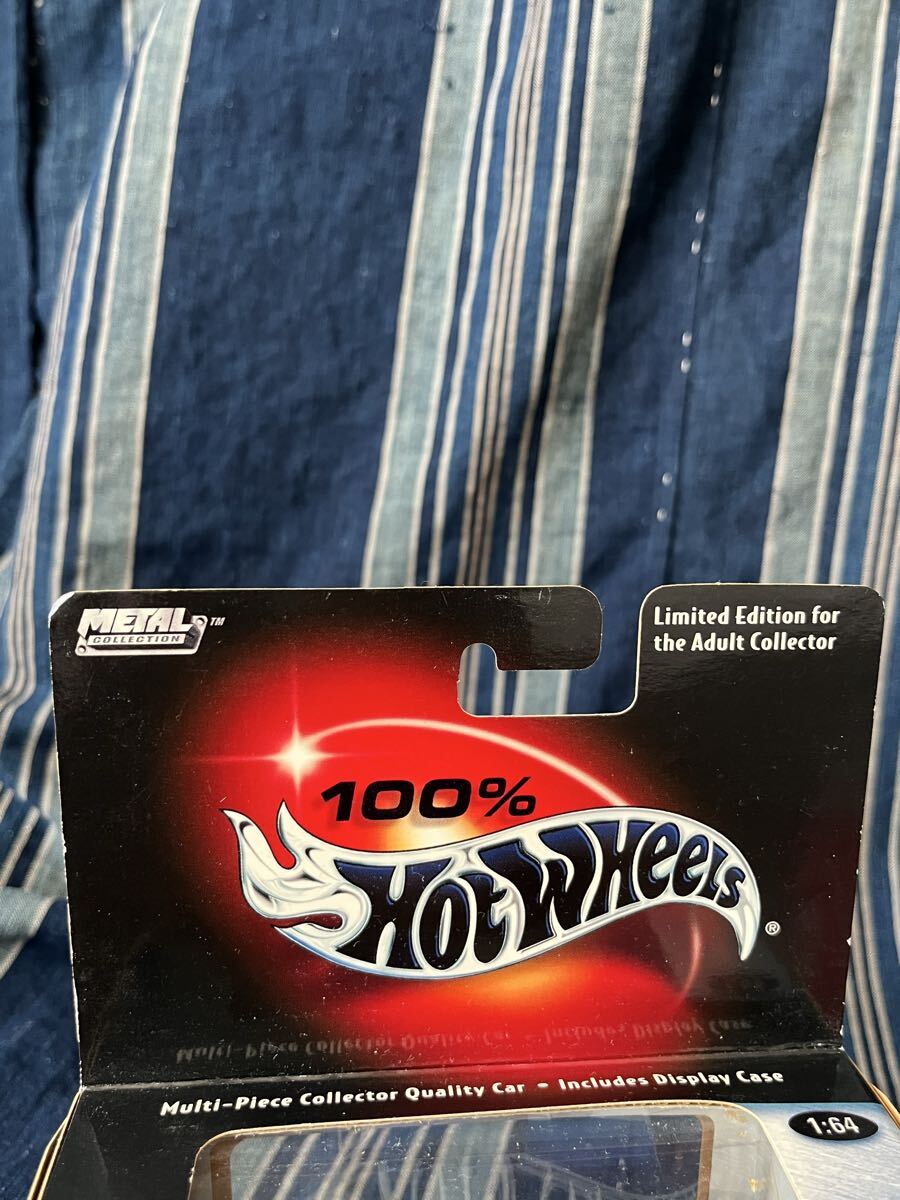 METAL
COLLECTION™
Limited Edition for
the Adult Collector
100%
HOT WHEELS®
Multi-Piece Collector Quality Car - Includes Display Case
1:64